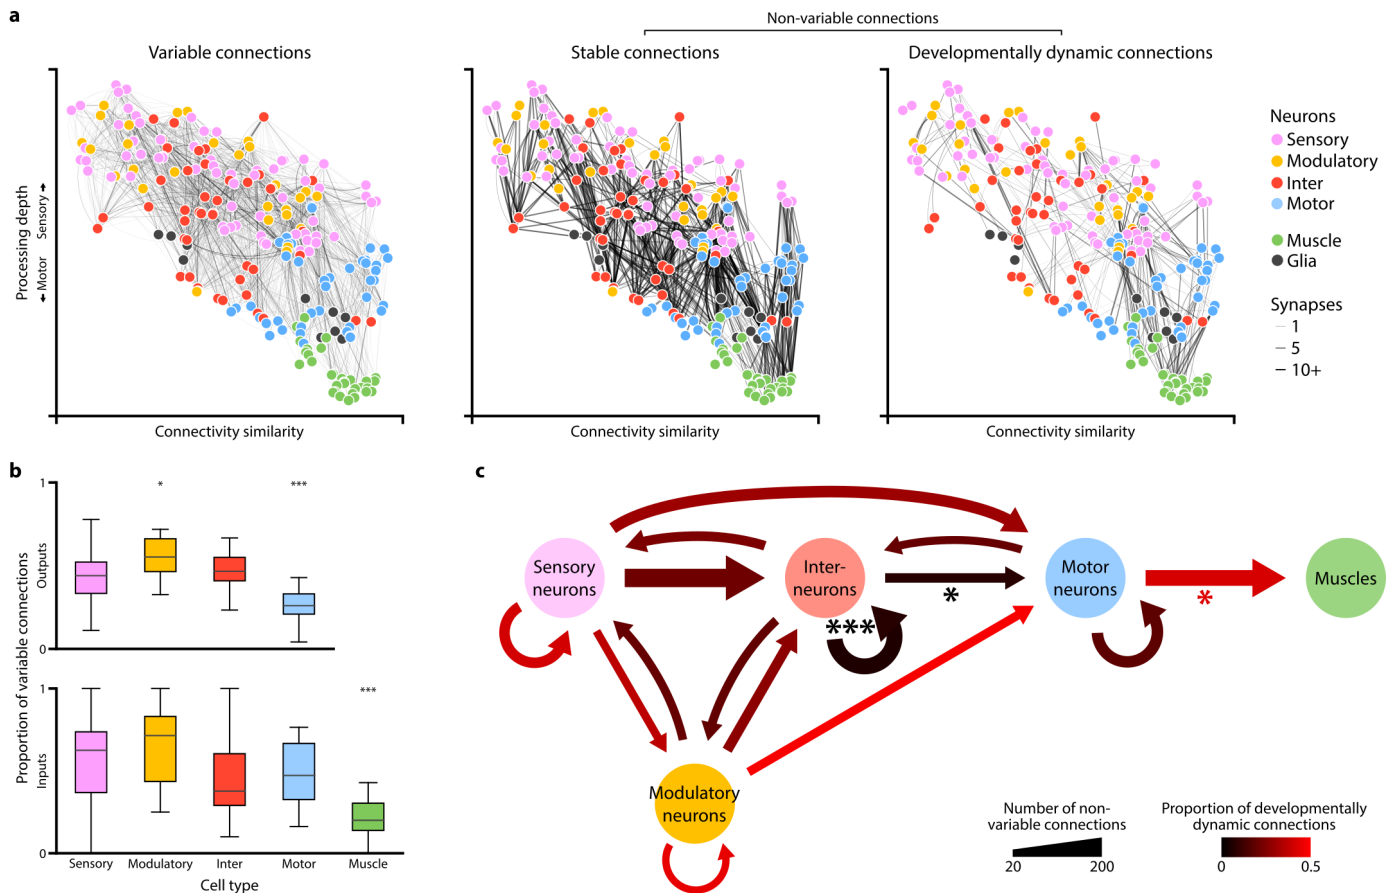 a
Non-variable connections
Variable connections
Stable connections
Developmentally dynamic connections
Processing depth
Motor
Sensory
Connectivity similarity
Connectivity similarity
Connectivity similarity
Neurons
Sensory
Modulatory
Inter
Motor
Muscle
Glia
Synapses
1
5
10+
b
Proportion of variable connections
Outputs
Inputs
1
0
*
***
1
0
***
Sensory
Modulatory
Inter
Motor
Muscle
Cell type
c
Sensory
neurons
Inter-
neurons
Motor
neurons
Muscles
Modulatory
neurons
*
***
*
Number of non-
variable connections
20
200
Proportion of developmentally
dynamic connections
0
0.5